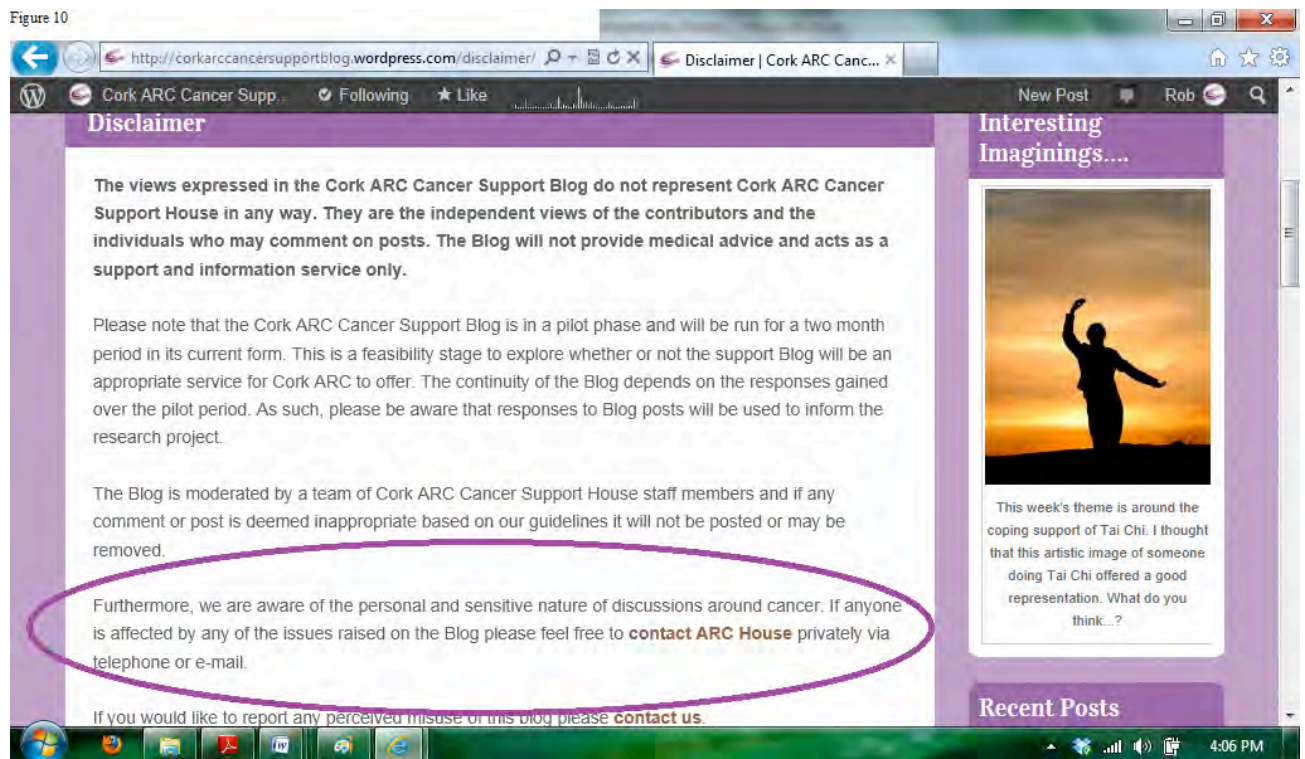 Figure 10
http://corkarccancersupportblog.wordpress.com/disclaimer/
Disclaimer | Cork ARC Canc...
Cork ARC Cancer Supp...
Following
Like
New Post
Rob
Disclaimer
The views expressed in the Cork ARC Cancer Support Blog do not represent Cork ARC Cancer
Support House in any way. They are the independent views of the contributors and the
individuals who may comment on posts. The Blog will not provide medical advice and acts as a
support and information service only.
Please note that the Cork ARC Cancer Support Blog is in a pilot phase and will be run for a two month
period in its current form. This is a feasibility stage to explore whether or not the support Blog will be an
appropriate service for Cork ARC to offer. The continuity of the Blog depends on the responses gained
over the pilot period. As such, please be aware that responses to Blog posts will be used to inform the
research project.
The Blog is moderated by a team of Cork ARC Cancer Support House staff members and if any
comment or post is deemed inappropriate based on our guidelines it will not be posted or may be
removed.
Furthermore, we are aware of the personal and sensitive nature of discussions around cancer. If anyone
is affected by any of the issues raised on the Blog please feel free to contact ARC House privately via
telephone or e-mail.
If you would like to report any perceived misuse of this blog please contact us.
Interesting
Imaginings....
This week's theme is around the
coping support of Tai Chi. I thought
that this artistic image of someone
doing Tai Chi offered a good
representation. What do you
think...?
Recent Posts
4:06 PM